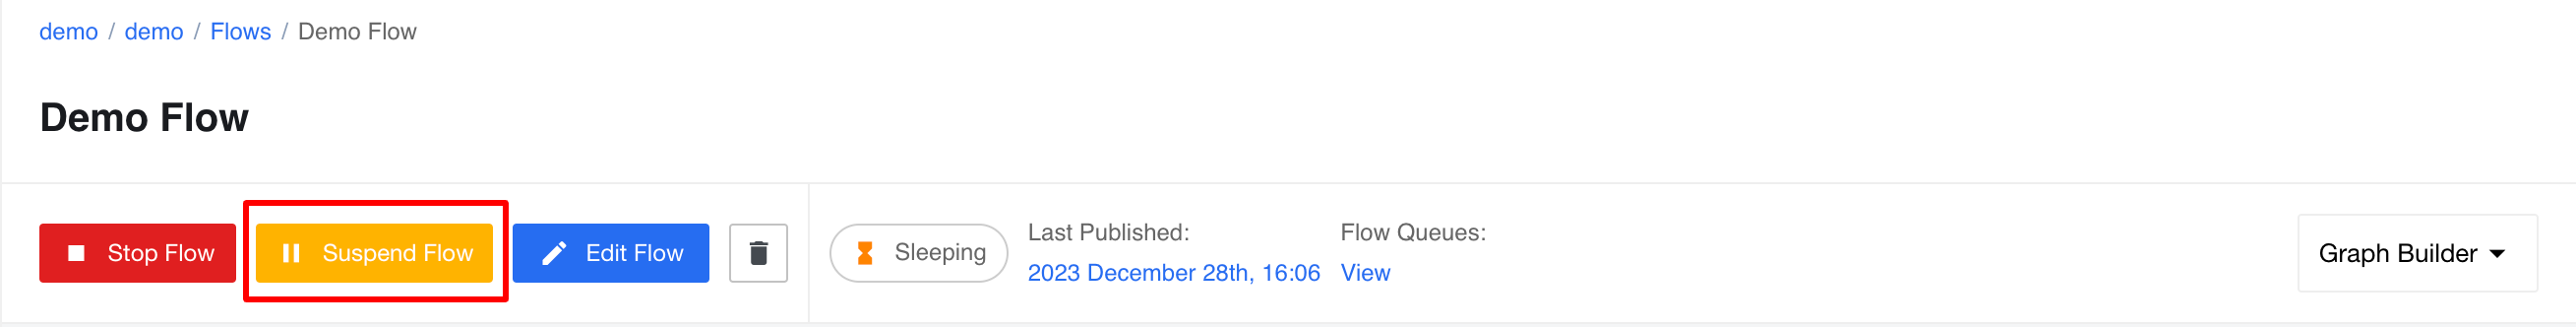 demo / demo / Flows / Demo Flow
Demo Flow
Stop Flow
Suspend Flow
Edit Flow
Sleeping
Last Published:
2023 December 28th, 16:06
Flow Queues:
View
Graph Builder